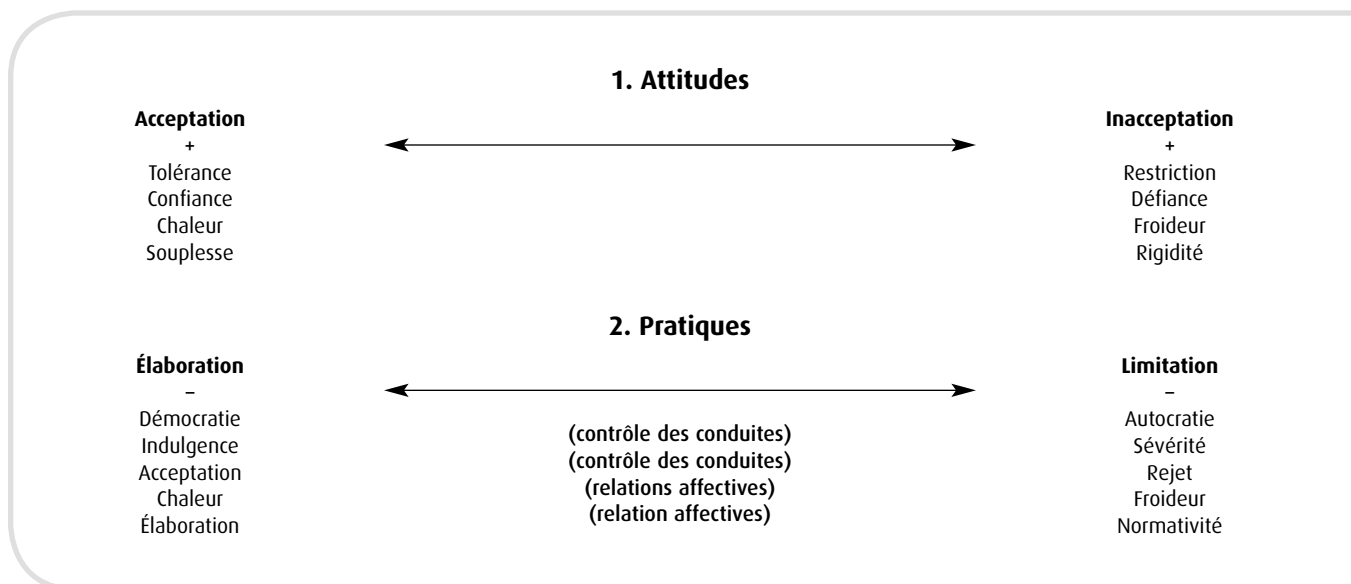 1. Attitudes
Acceptation
+
Tolérance
Confiance
Chaleur
Souplesse
Inacceptation
+
Restriction
Défiance
Froideur
Rigidité
2. Pratiques
Élaboration
–
Démocratie
Indulgence
Acceptation
Chaleur
Élaboration
(contrôle des conduites)
(contrôle des conduites)
(relations affectives)
(relation affectives)
Limitation
–
Autocratie
Sévérité
Rejet
Froideur
Normativité